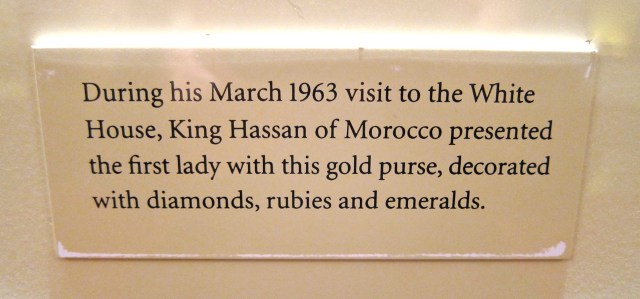 During his March 1963 visit to the White
House, King Hassan of Morocco presented
the first lady with this gold purse, decorated
with diamonds, rubies and emeralds.